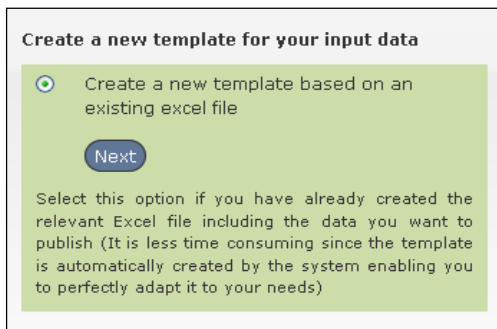 Create a new template for your input data
Create a new template based on an
existing excel file
Next
Select this option if you have already created the
relevant Excel file including the data you want to
publish (It is less time consuming since the template
is automatically created by the system enabling you
to perfectly adapt it to your needs)